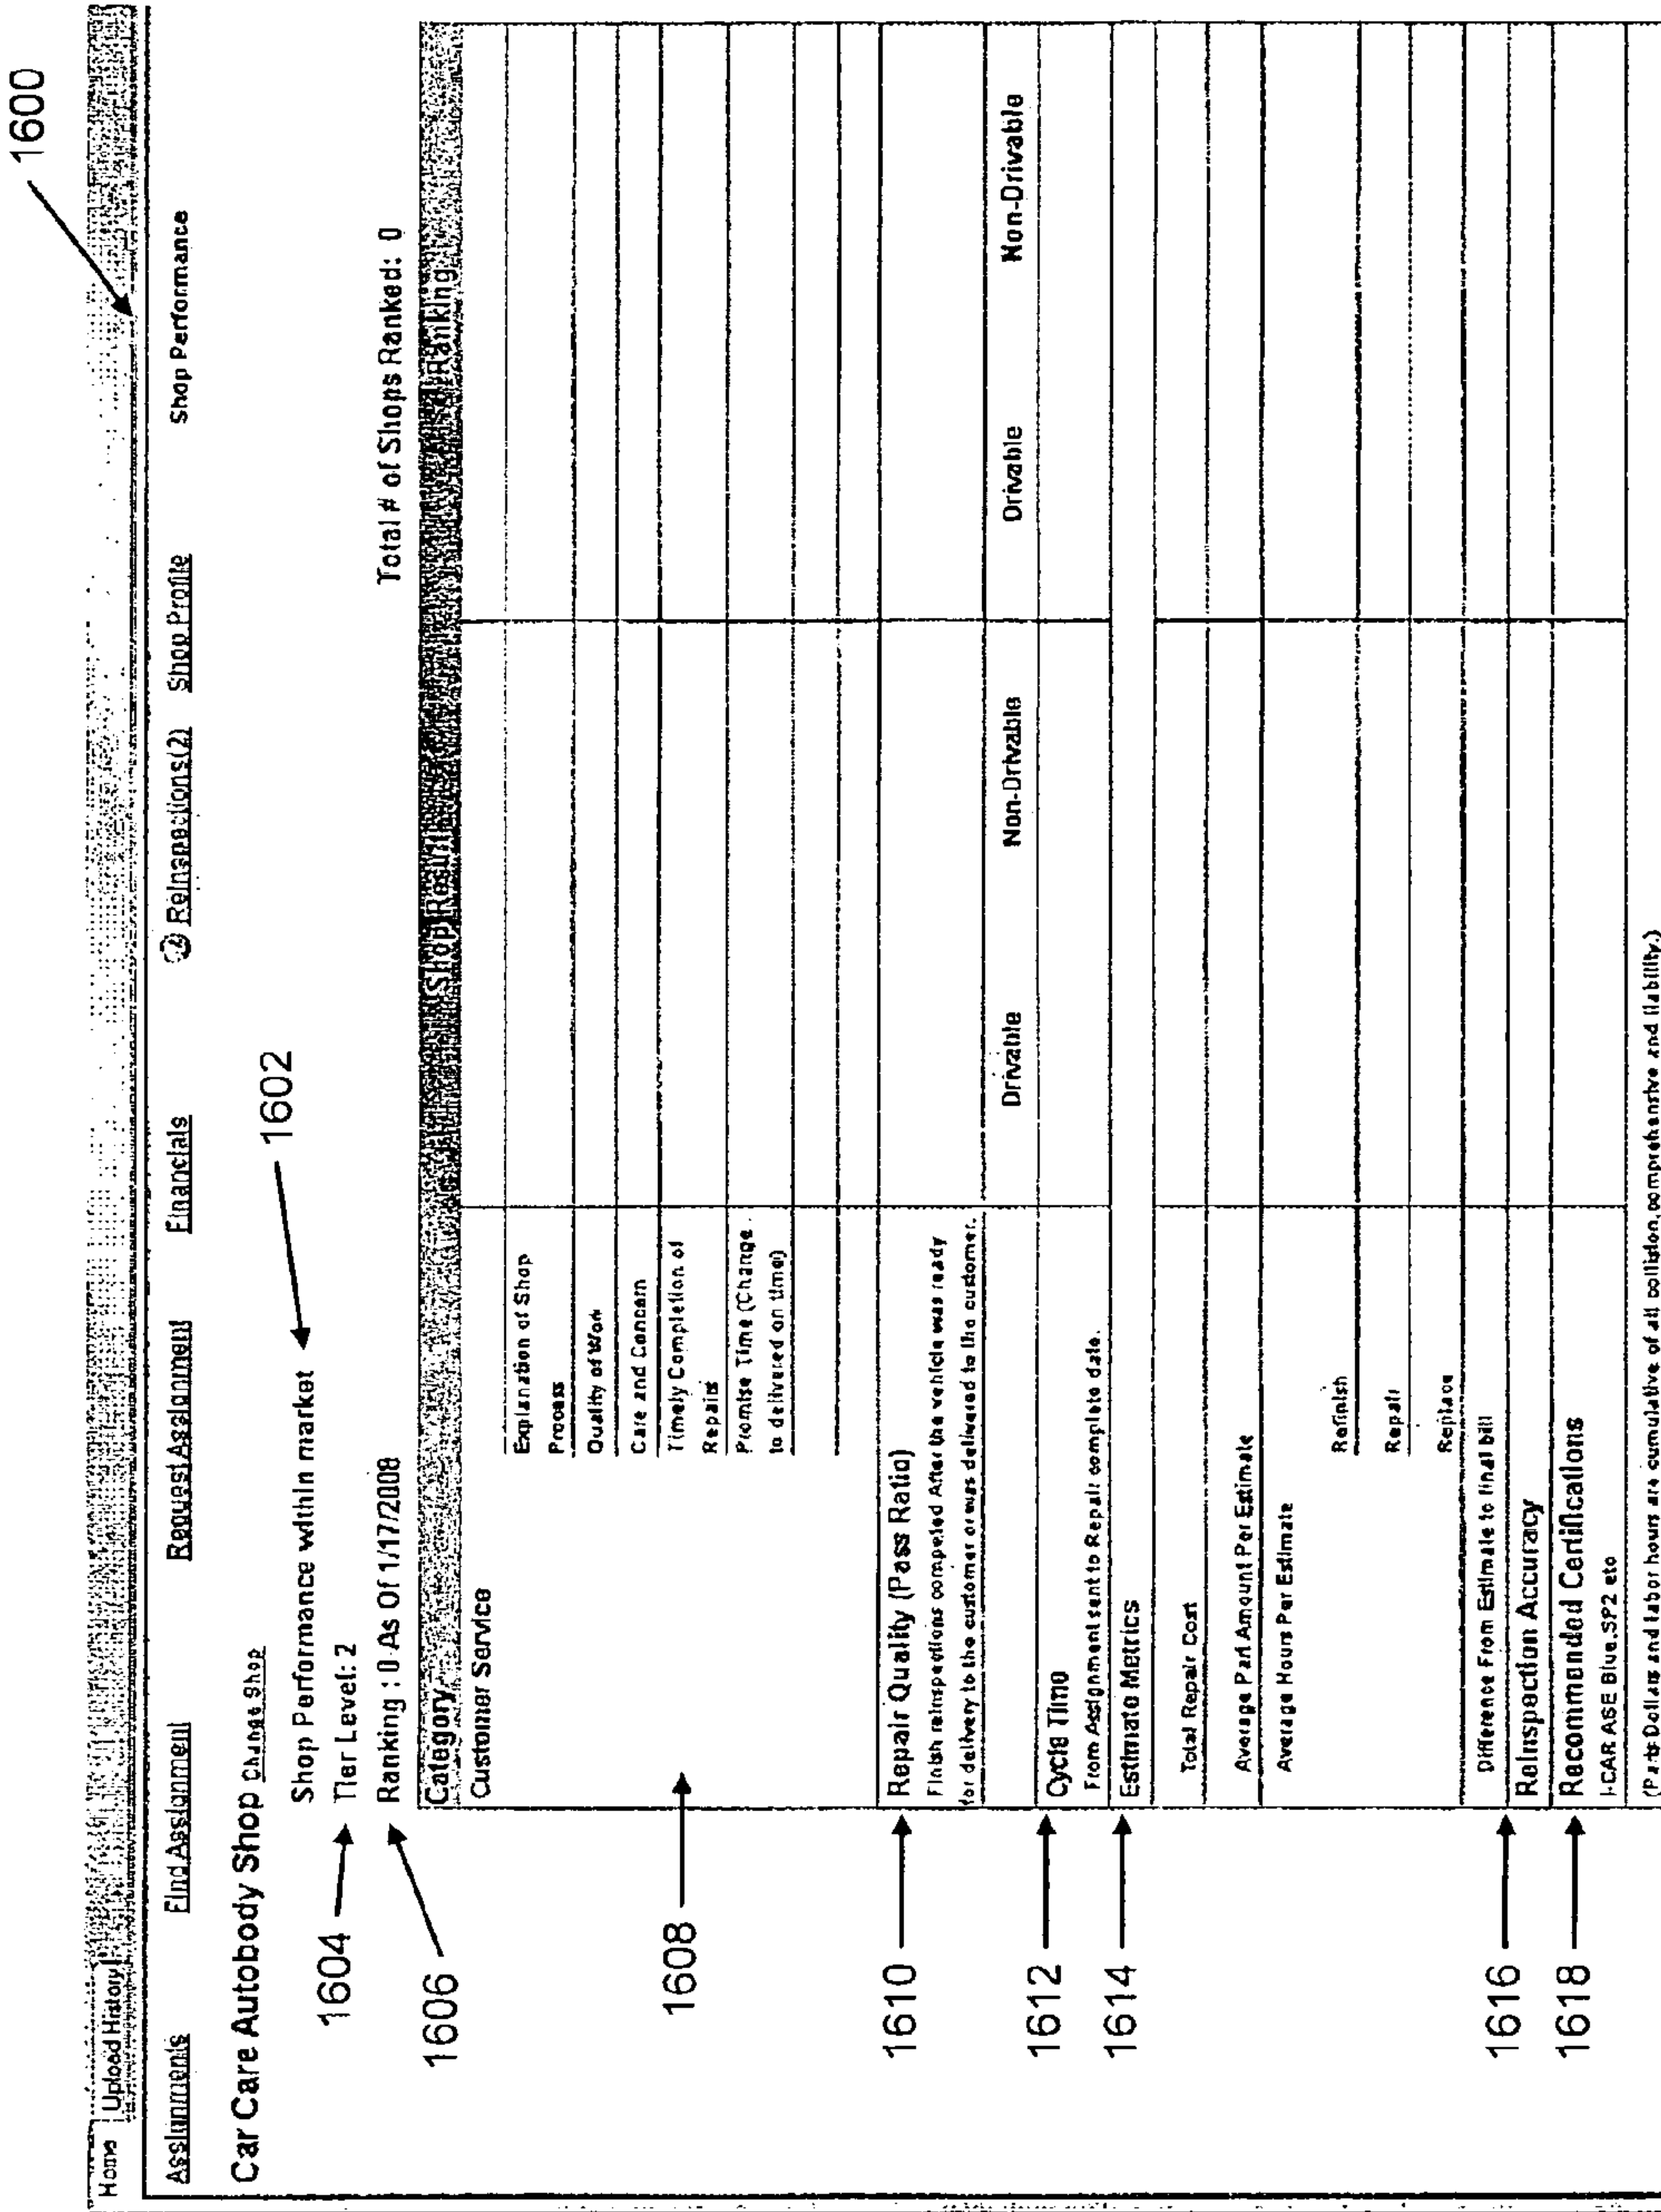 1600
Home Upload History
Assignments Find Assignment Request Assignment Financials Reinspections(2) Shop Profile Shop Performance
Car Care Autobody Shop Change Shop
1602
Shop Performance within market
1604
Tier Level: 2
1606
Ranking : 0 As Of 1/17/2008 Total # of Shops Ranked: 0
Category Shop Results Ranking
Customer Service
1608
Explanation of Shop
Process
Quality of Work
Care and Concern
Timely Completion of
Repairs
Promise Time (Change
to delivered on time)
1610
Repair Quality (Pass Ratio)
Finish reinspections compeled After the vehicle was ready
for delivery to the customer or was delivered to the customer.
Drivable Non-Drivable Drivable Non-Drivable
1612
Cycle Time
From Assignment sent to Repair complete date.
1614
Estimate Metrics
Total Repair Cost
Average Part Amount Per Estimate
Average Hours Per Estimate
Refinish
Repair
Replace
Difference From Estimate to final bill
1616
Reinspection Accuracy
1618
Recommended Certifications
I-CAR ASE Blue.SP2 etc
(Parts Dollars and labor hours are cumulative of all collision,comprehensive and liability.)